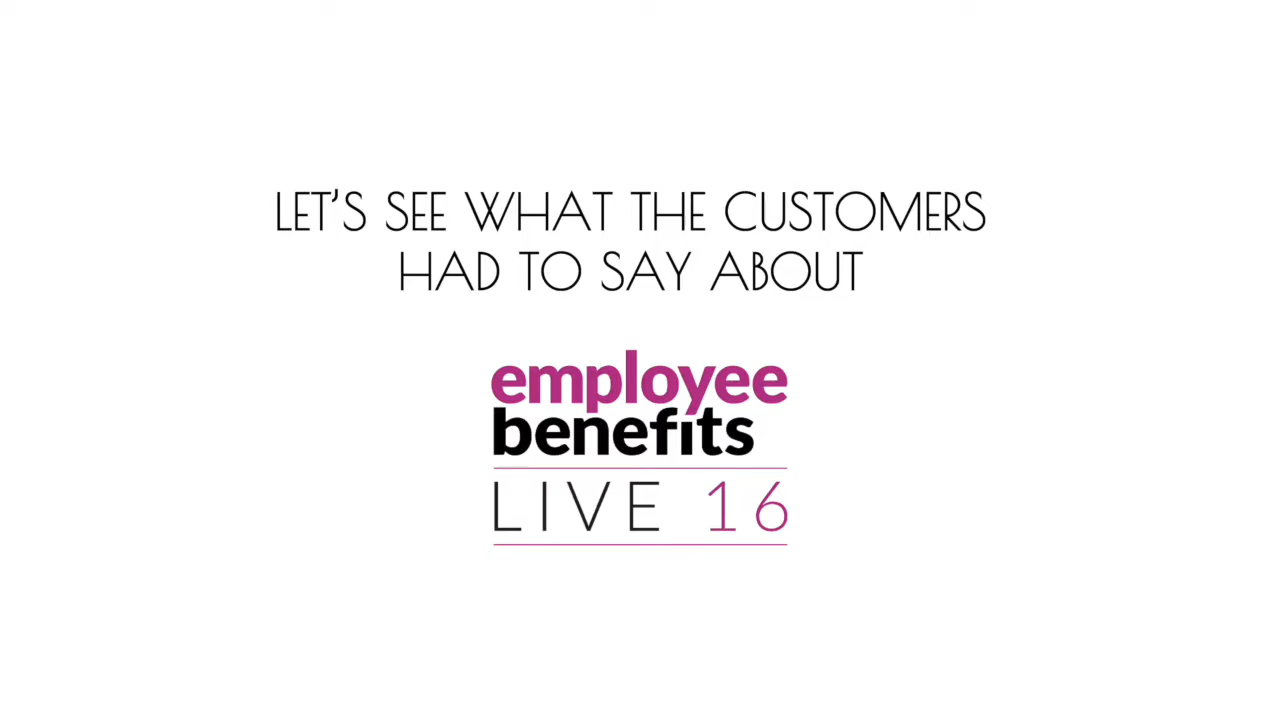 LET'S SEE WHAT THE CUSTOMERS
HAD TO SAY ABOUT
employee
benefits
LIVE 16